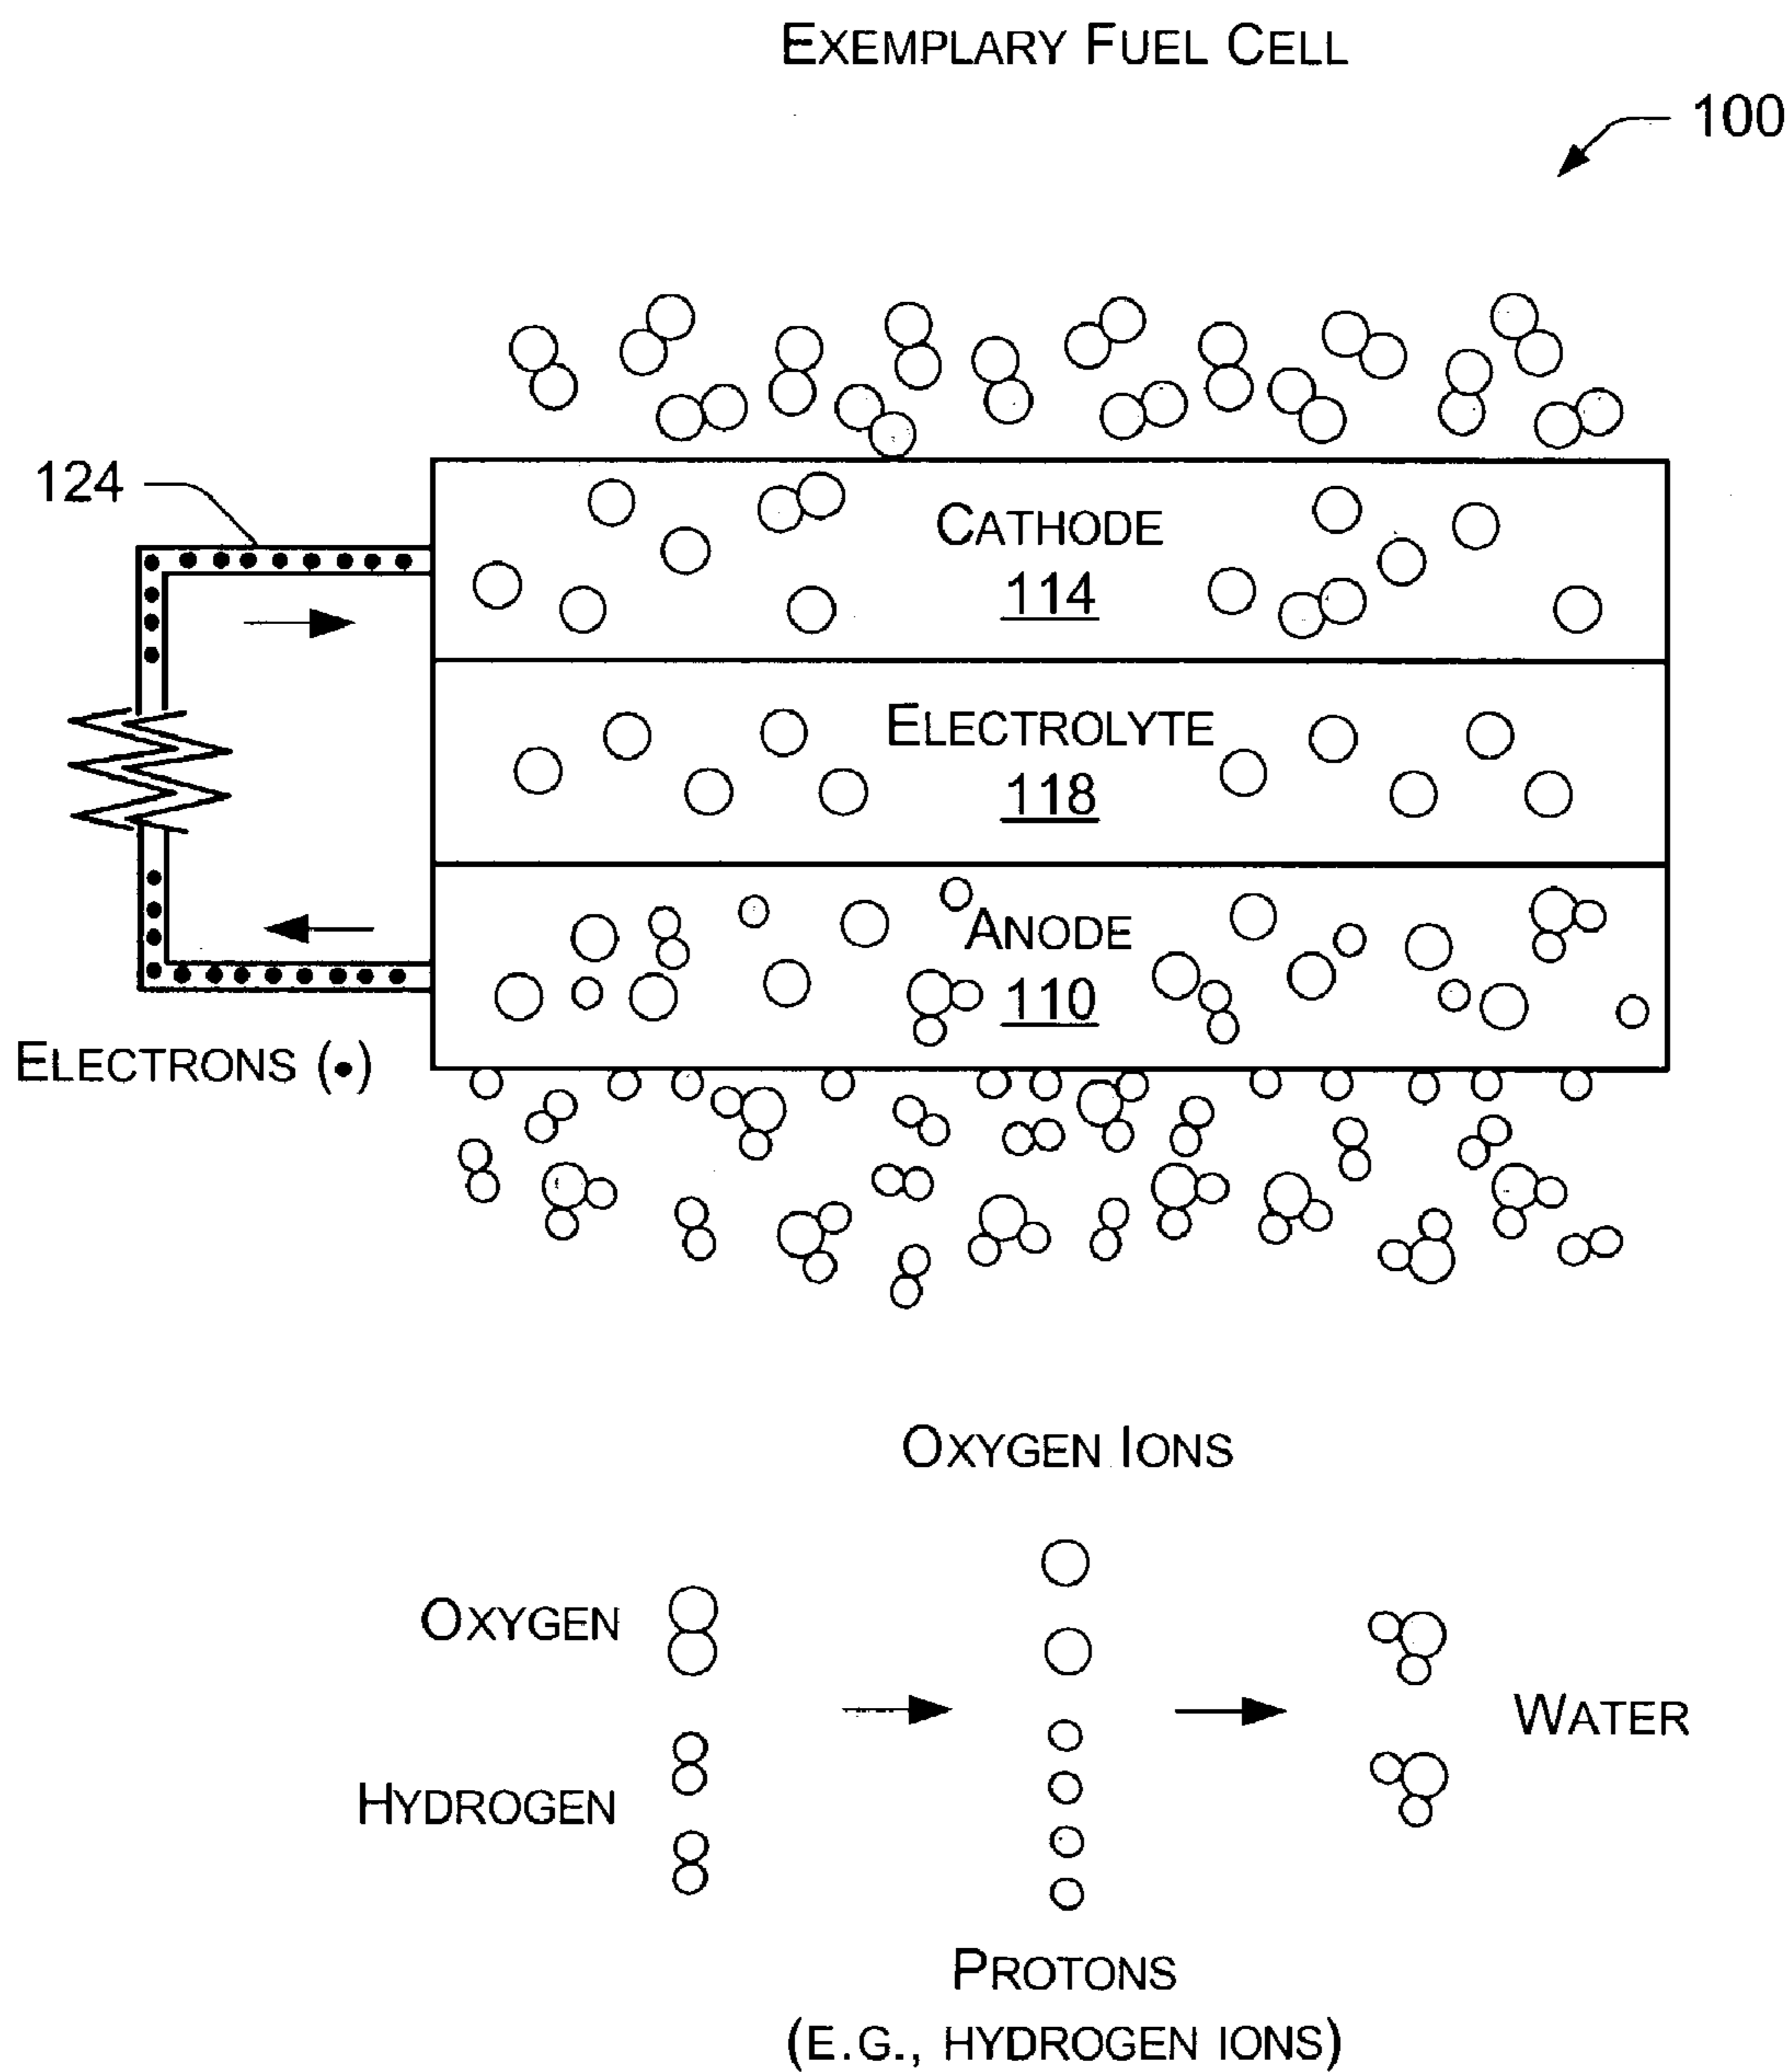 EXEMPLARY FUEL CELL
100
124
CATHODE
114
ELECTROLYTE
118
ANODE
110
ELECTRONS (•)
OXYGEN IONS
OXYGEN
HYDROGEN
WATER
PROTONS
(E.G., HYDROGEN IONS)